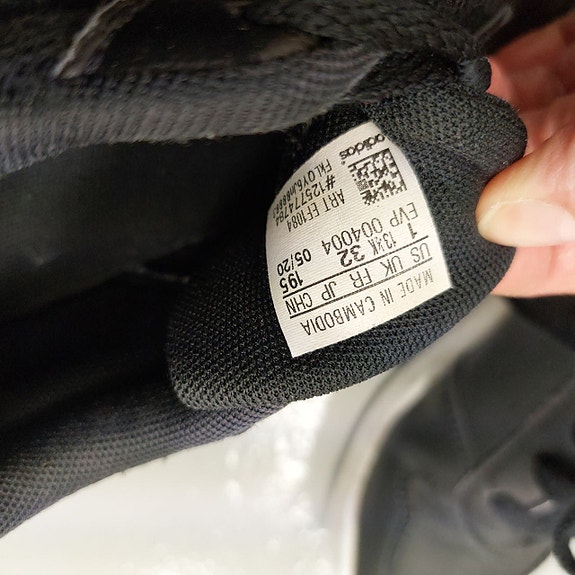 MADE IN CAMBODIA
US UK FR JP CHN
1 13½K 32 195
EVP 004004 05/20
ART EF1084
#125774784
adidas